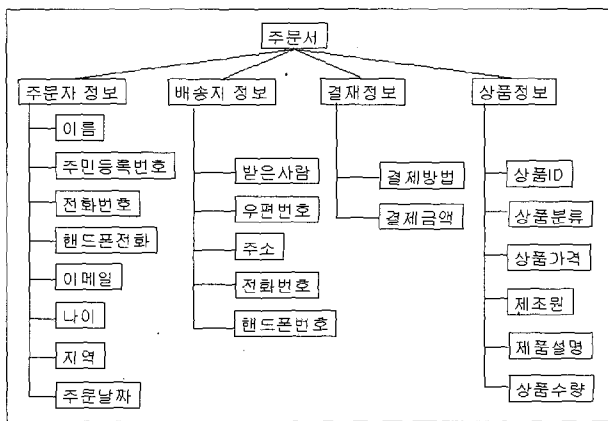 주문서
주문자 정보
이름
주민등록번호
전화번호
핸드폰전화
이메일
나이
지역
주문날짜
배송지 정보
받은사람
우편번호
주소
전화번호
핸드폰번호
결재정보
결제방법
결제금액
상품정보
상품ID
상품분류
상품가격
제조원
제품설명
상품수량